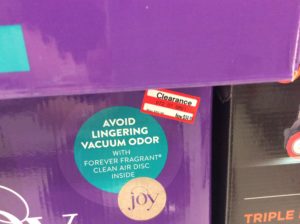 Clearance
AVOID
LINGERING
VACUUM ODOR
WITH
FOREVER FRAGRANT®
CLEAN AIR DISC
INSIDE
joy
TRIPLE